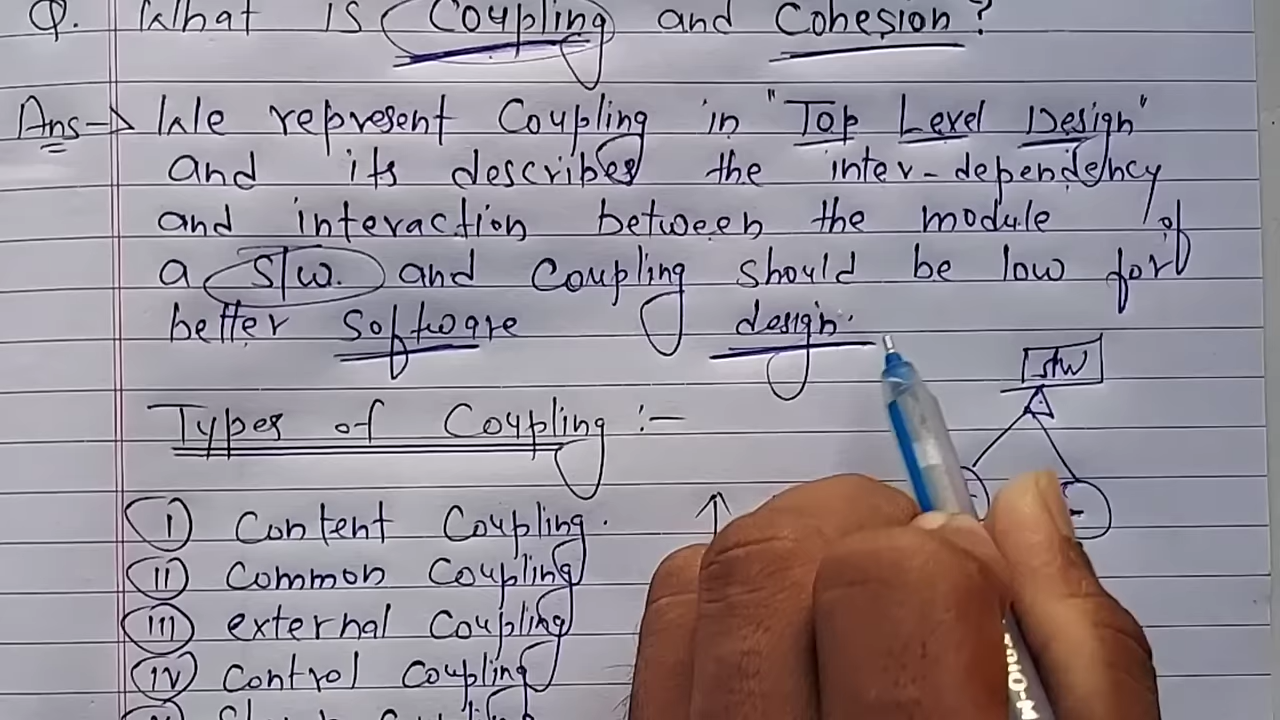 Q. What is Coupling and Cohesion?
Ans → We represent Coupling in "Top Level Design"
and its describes the inter-dependency
and interaction between the module of
a S/w. and Coupling should be low for
better Software design.
S/W
Types of Coupling :-
(i) Content Coupling.
(ii) Common Coupling
(iii) external Coupling
(iv) Control Coupling